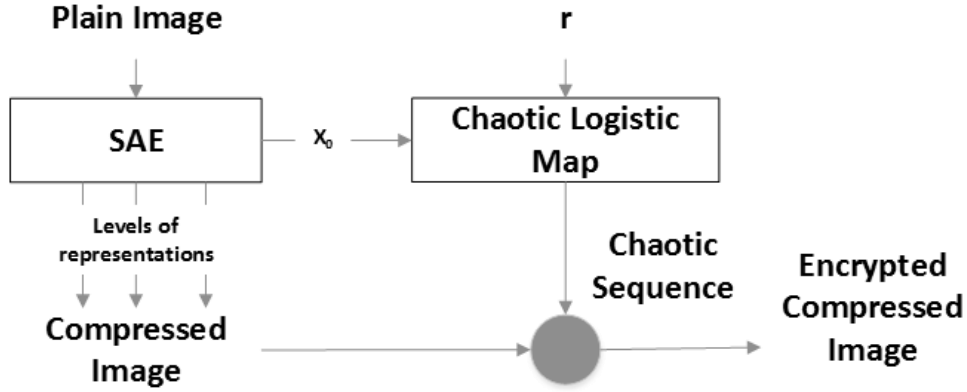 Plain Image
r
SAE
X₀
Chaotic Logistic
Map
Levels of
representations
Chaotic
Sequence
Compressed
Image
Encrypted
Compressed
Image